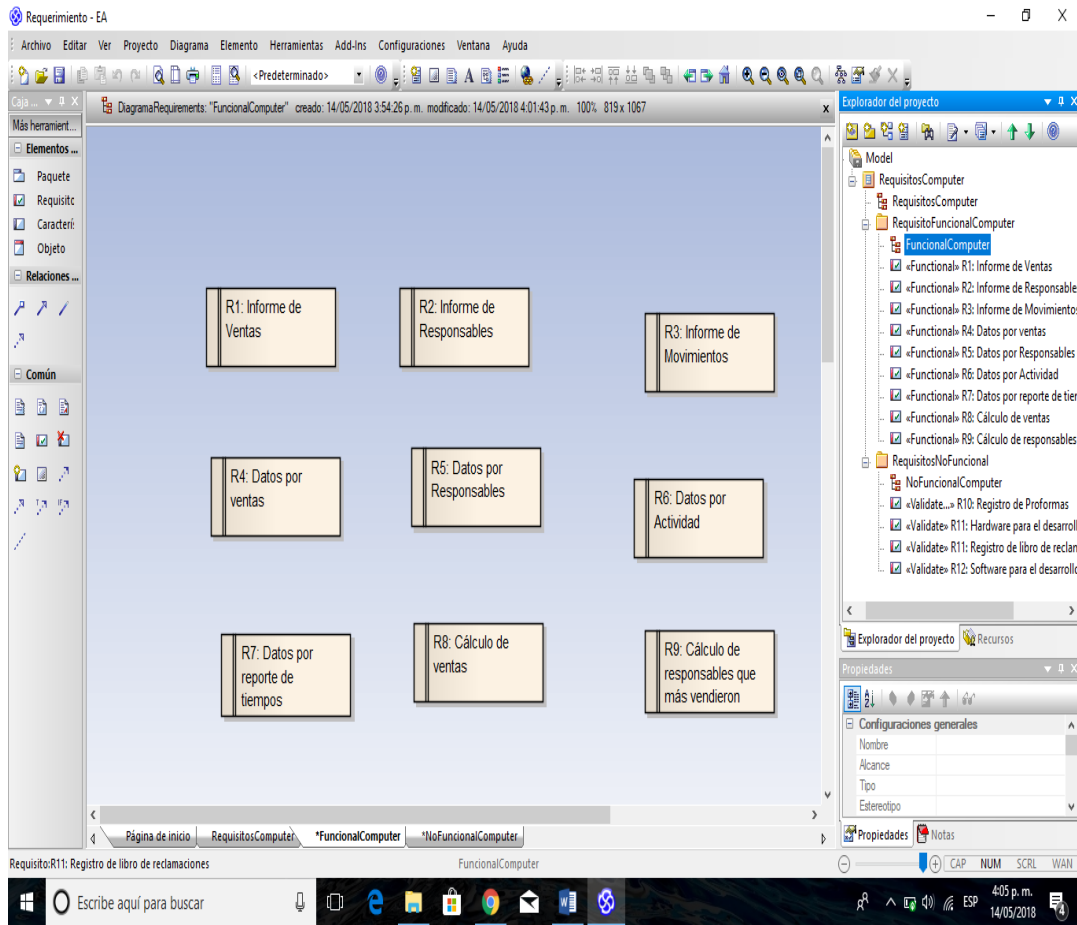 Requerimiento - EA
Archivo Editar Ver Proyecto Diagrama Elemento Herramientas Add-Ins Configuraciones Ventana Ayuda
<Predeterminado>
Caja ...
DiagramaRequirements: "FuncionalComputer" creado: 14/05/2018 3:54:26 p. m. modificado: 14/05/2018 4:01:43 p. m. 100% 819 x 1067
Más herramient...
Elementos ...
Paquete
Requisitc
Caracterí:
Objeto
Relaciones ...
Común
R1: Informe de
Ventas
R2: Informe de
Responsables
R3: Informe de
Movimientos
R4: Datos por
ventas
R5: Datos por
Responsables
R6: Datos por
Actividad
R7: Datos por
reporte de
tiempos
R8: Cálculo de
ventas
R9: Cálculo de
responsables que
más vendieron
Explorador del proyecto
Model
RequisitosComputer
RequisitosComputer
RequisitoFuncionalComputer
FuncionalComputer
«Functional» R1: Informe de Ventas
«Functional» R2: Informe de Responsable
«Functional» R3: Informe de Movimientos
«Functional» R4: Datos por ventas
«Functional» R5: Datos por Responsables
«Functional» R6: Datos por Actividad
«Functional» R7: Datos por reporte de tier
«Functional» R8: Cálculo de ventas
«Functional» R9: Cálculo de responsables
RequisitosNoFuncional
NoFuncionalComputer
«Validate...» R10: Registro de Proformas
«Validate» R11: Hardware para el desarroll
«Validate» R11: Registro de libro de reclan
«Validate» R12: Software para el desarrollo
Explorador del proyecto Recursos
Propiedades
Configuraciones generales
Nombre
Alcance
Tipo
Estereotipo
Propiedades Notas
Página de inicio RequisitosComputer *FuncionalComputer *NoFuncionalComputer
Requisito:R11: Registro de libro de reclamaciones FuncionalComputer CAP NUM SCRL WAN
Escribe aquí para buscar
ESP
4:05 p. m.
14/05/2018
4